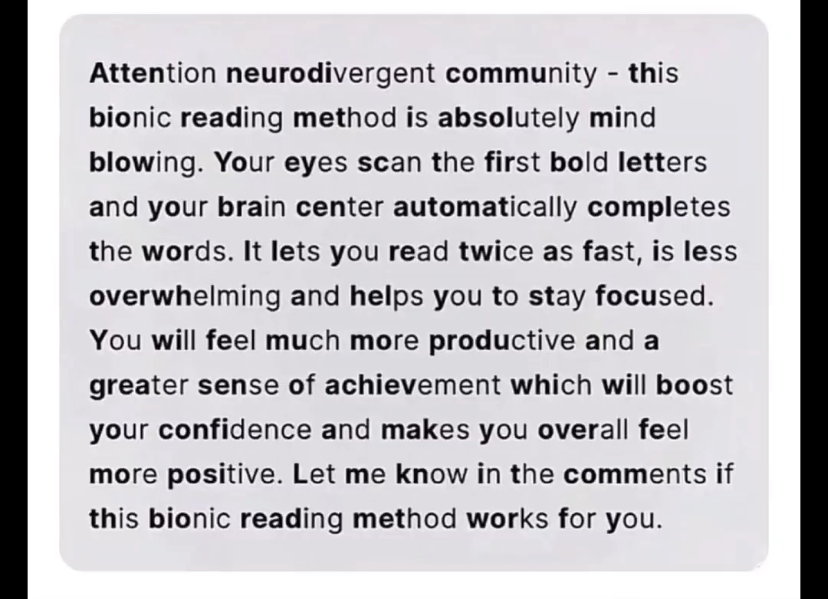 Attention neurodivergent community - this
bionic reading method is absolutely mind
blowing. Your eyes scan the first bold letters
and your brain center automatically completes
the words. It lets you read twice as fast, is less
overwhelming and helps you to stay focused.
You will feel much more productive and a
greater sense of achievement which will boost
your confidence and makes you overall feel
more positive. Let me know in the comments if
this bionic reading method works for you.